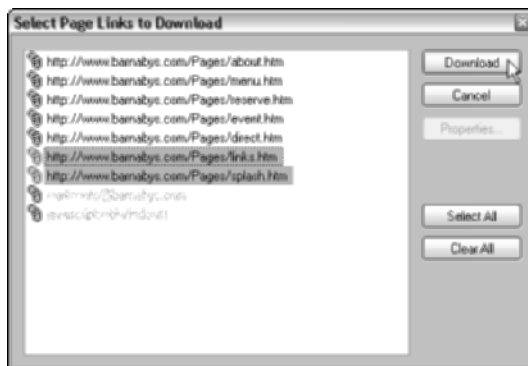 Select Page Links to Download
http://www.barnabys.com/Pages/about.htm
http://www.barnabys.com/Pages/menu.htm
http://www.barnabys.com/Pages/reserve.htm
http://www.barnabys.com/Pages/event.htm
http://www.barnabys.com/Pages/direct.htm
http://www.barnabys.com/Pages/links.htm
http://www.barnabys.com/Pages/splash.htm
Download
Cancel
Properties...
Select All
Clear All